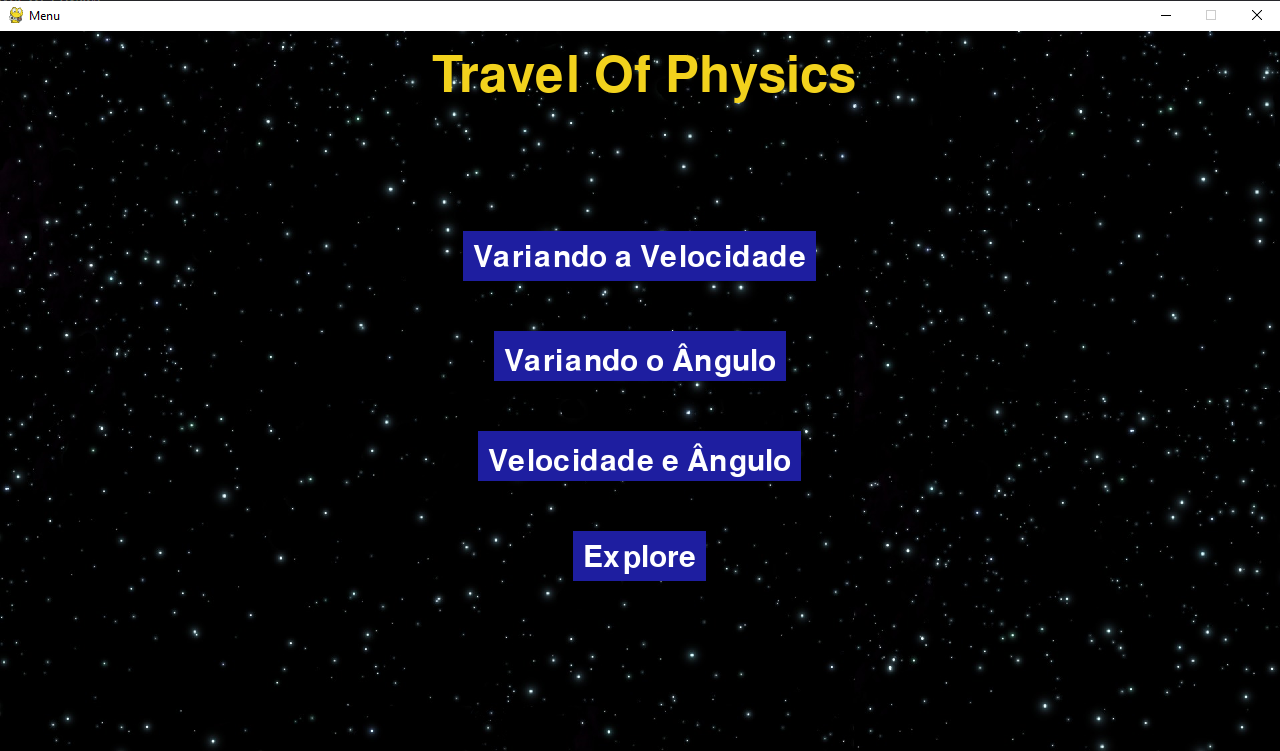 Menu
Travel Of Physics
Variando a Velocidade
Variando o Ângulo
Velocidade e Ângulo
Explore